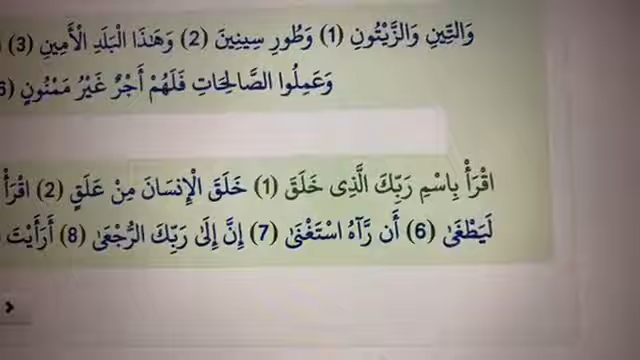 وَالتِّينِ وَالزَّيْتُونِ (1) وَطُورِ سِينِينَ (2) وَهَٰذَا الْبَلَدِ الْأَمِينِ (3)
وَعَمِلُوا الصَّالِحَاتِ فَلَهُمْ أَجْرٌ غَيْرُ مَمْنُونٍ (6
اقْرَأْ بِاسْمِ رَبِّكَ الَّذِى خَلَقَ (1) خَلَقَ الْإِنسَانَ مِنْ عَلَقٍ (2) اقْرَأْ
لَيَطْغَىٰ (6) أَن رَّآهُ اسْتَغْنَىٰ (7) إِنَّ إِلَىٰ رَبِّكَ الرُّجْعَىٰ (8) أَرَأَيْتَ